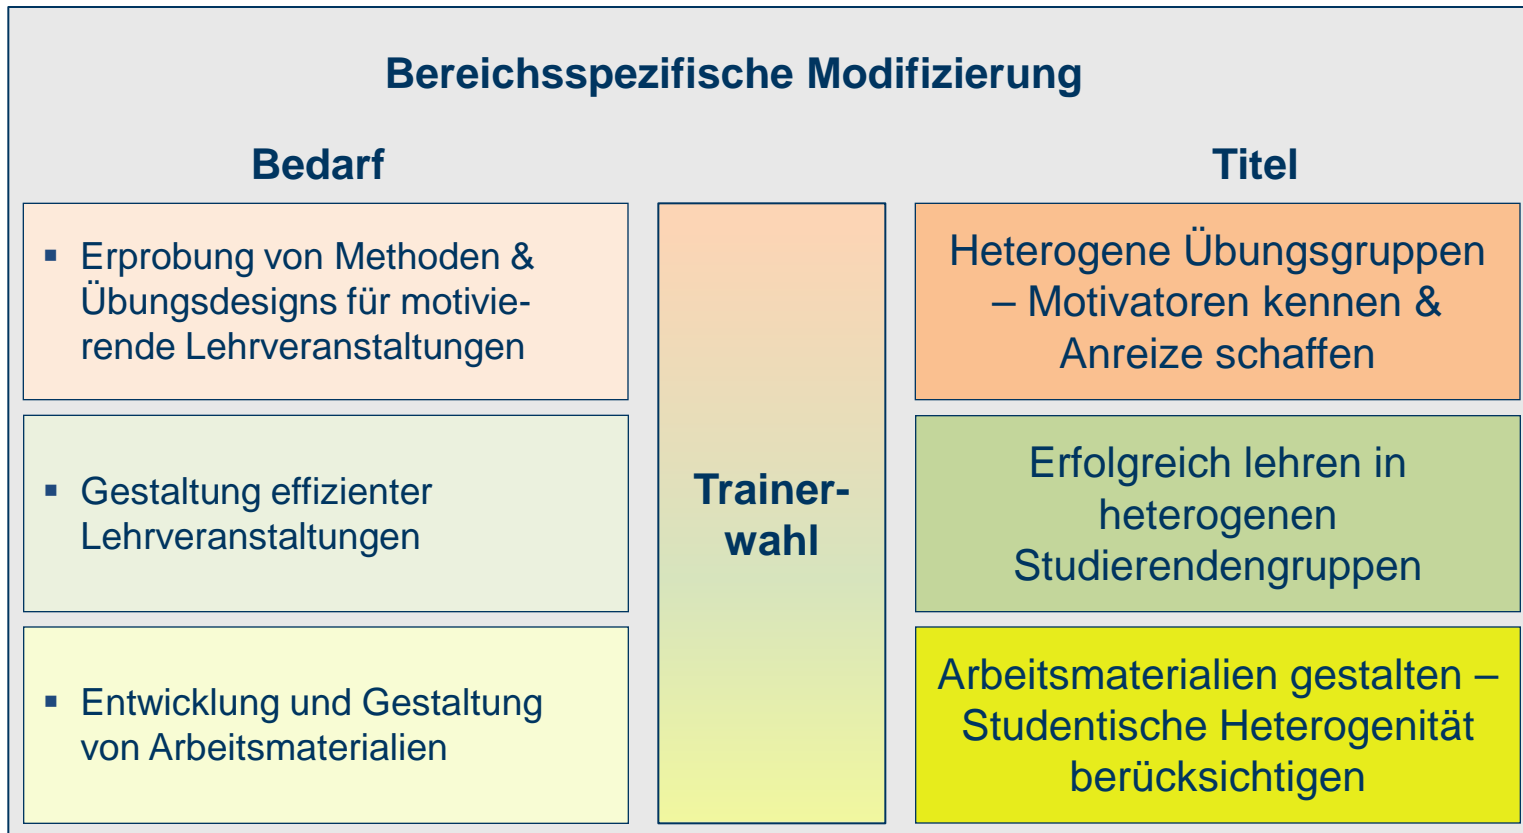 Bereichsspezifische Modifizierung
Bedarf
Titel
▪ Erprobung von Methoden &
Übungsdesigns für motivie-
rende Lehrveranstaltungen
▪ Gestaltung effizienter
Lehrveranstaltungen
▪ Entwicklung und Gestaltung
von Arbeitsmaterialien
Trainer-
wahl
Heterogene Übungsgruppen
– Motivatoren kennen &
Anreize schaffen
Erfolgreich lehren in
heterogenen
Studierendengruppen
Arbeitsmaterialien gestalten –
Studentische Heterogenität
berücksichtigen